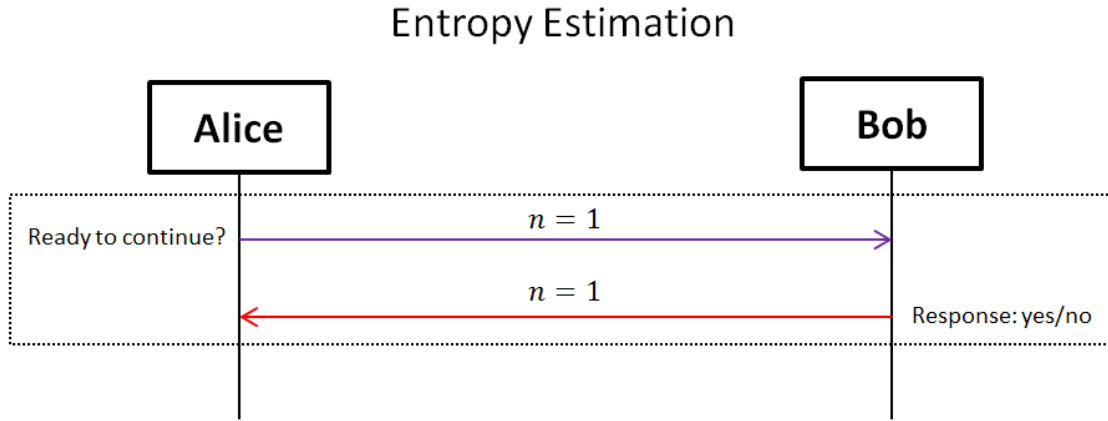 Entropy Estimation
Alice
Bob
n = 1
Ready to continue?
n = 1
Response: yes/no